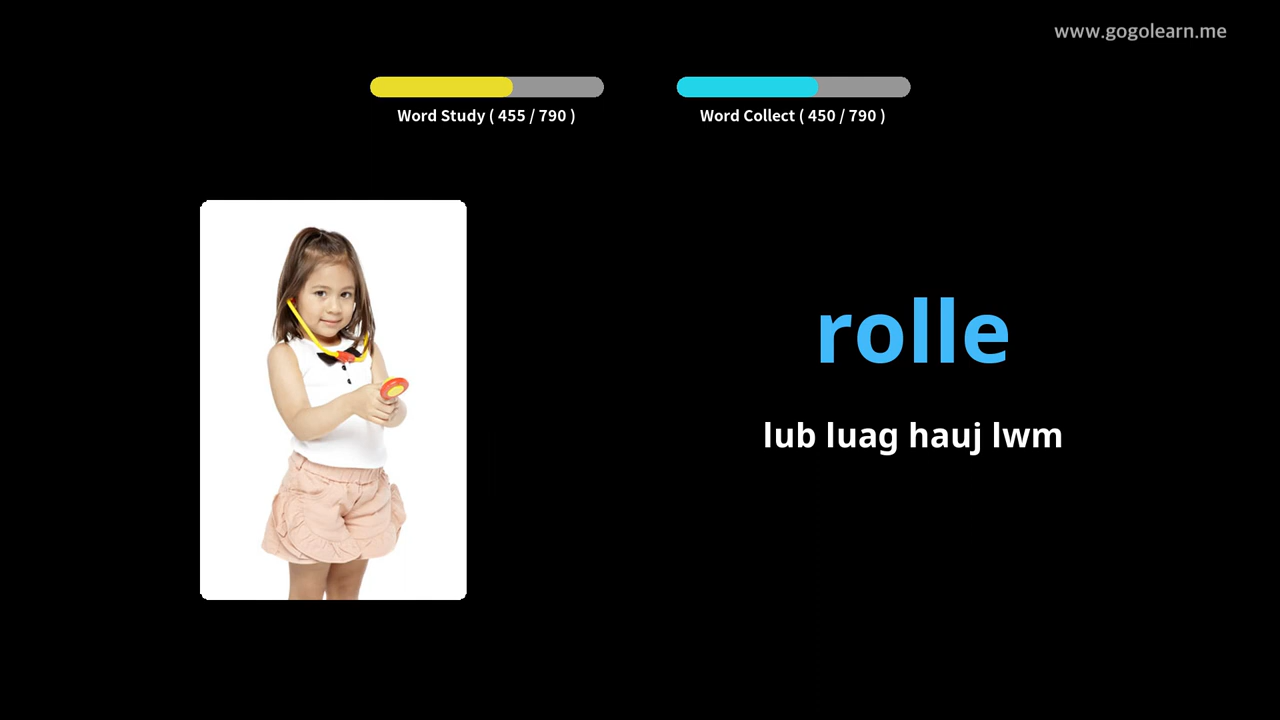 www.gogolearn.me
Word Study ( 455 / 790 )
Word Collect ( 450 / 790 )
rolle
lub luag hauj lwm